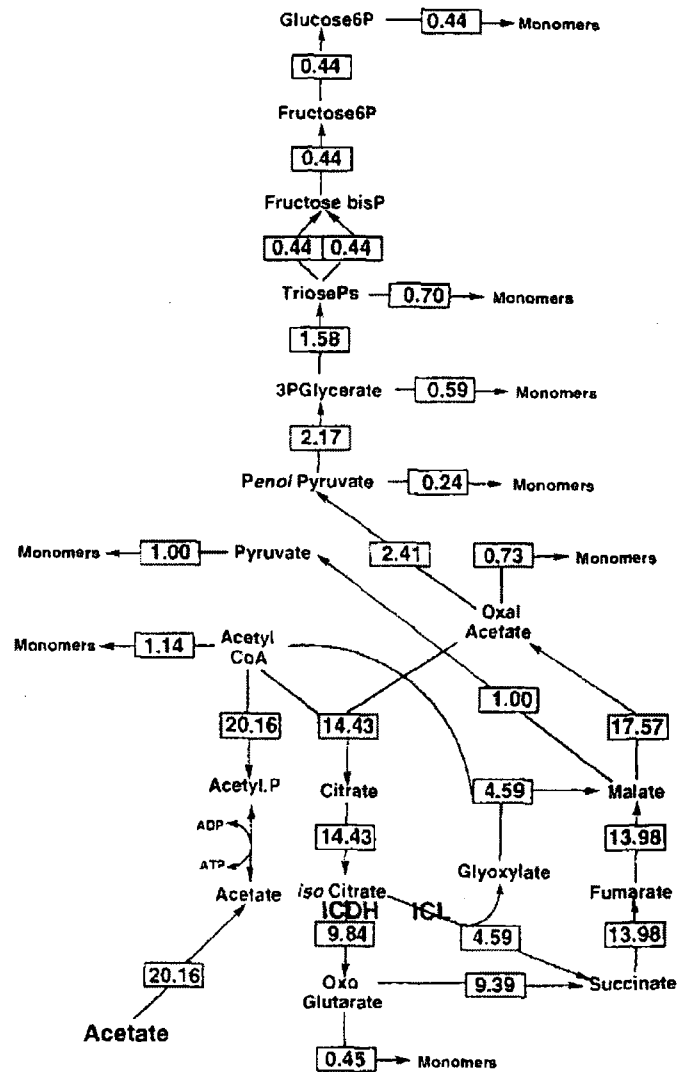 Glucose6P 0.44 Monomers
0.44
Fructose6P
0.44
Fructose bisP
0.44 0.44
TriosePs 0.70 Monomers
1.58
3PGlycerate 0.59 Monomers
2.17
Penol Pyruvate 0.24 Monomers
Monomers 1.00 Pyruvate 2.41 0.73 Monomers
Oxal
Acetate
Monomers 1.14 Acetyl
CoA
1.00
20.16 14.43 17.57
Acetyl.P Citrate 4.59 Malate
ADP
14.43 13.98
ATP
Glyoxylate
Acetate iso Citrate Fumarate
ICDH ICL
9.84 4.59 13.98
20.16
Oxo
Glutarate 9.39 Succinate
Acetate
0.45 Monomers